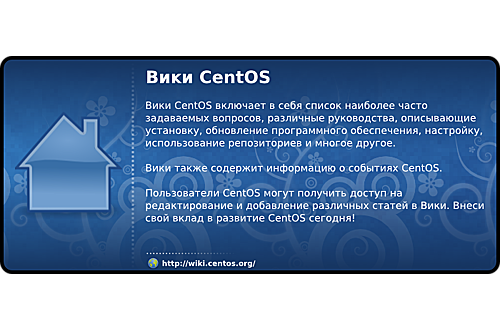 Вики CentOS
Вики CentOS включает в себя список наиболее часто
задаваемых вопросов, различные руководства, описывающие
установку, обновление программного обеспечения, настройку,
использование репозиториев и многое другое.
Вики также содержит информацию о событиях CentOS.
Пользователи CentOS могут получить доступ на
редактирование и добавление различных статей в Вики. Внеси
свой вклад в развитие CentOS сегодня!
http://wiki.centos.org/